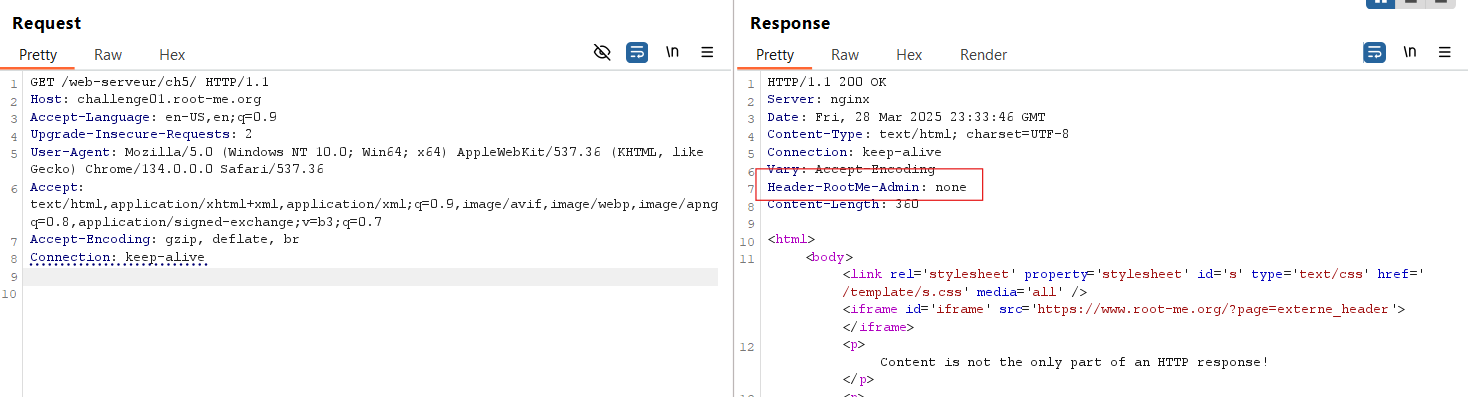 Request
Pretty Raw Hex
\n
1 GET /web-serveur/ch5/ HTTP/1.1
2 Host: challenge01.root-me.org
3 Accept-Language: en-US,en;q=0.9
4 Upgrade-Insecure-Requests: 2
5 User-Agent: Mozilla/5.0 (Windows NT 10.0; Win64; x64) AppleWebKit/537.36 (KHTML, like
Gecko) Chrome/134.0.0.0 Safari/537.36
6 Accept:
text/html,application/xhtml+xml,application/xml;q=0.9,image/avif,image/webp,image/apng
q=0.8,application/signed-exchange;v=b3;q=0.7
7 Accept-Encoding: gzip, deflate, br
8 Connection: keep-alive
9
10
Response
Pretty Raw Hex Render
\n
1 HTTP/1.1 200 OK
2 Server: nginx
3 Date: Fri, 28 Mar 2025 23:33:46 GMT
4 Content-Type: text/html; charset=UTF-8
5 Connection: keep-alive
6 Vary: Accept-Encoding
7 Header-RootMe-Admin: none
8 Content-Length: 360
9
10 <html>
11 <body>
<link rel='stylesheet' property='stylesheet' id='s' type='text/css' href='
/template/s.css' media='all' />
<iframe id='iframe' src='https://www.root-me.org/?page=externe_header'>
</iframe>
12 <p>
Content is not the only part of an HTTP response!
</p>